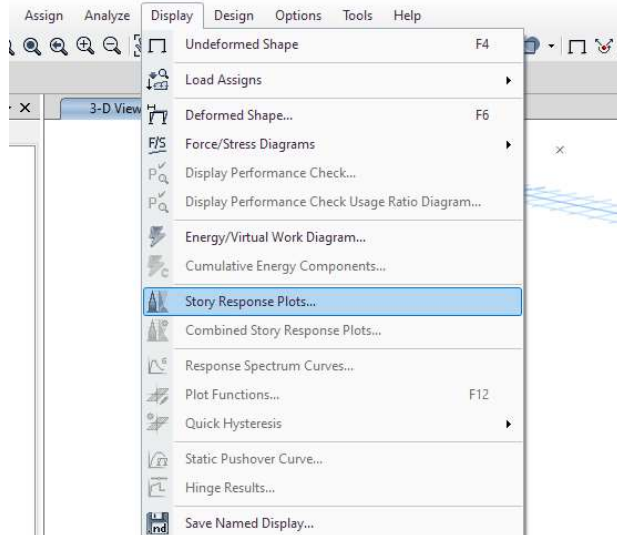 Assign Analyze Display Design Options Tools Help
Undeformed Shape F4
Load Assigns
3-D View
Deformed Shape... F6
F/S Force/Stress Diagrams
Display Performance Check...
Display Performance Check Usage Ratio Diagram...
Energy/Virtual Work Diagram...
Cumulative Energy Components...
Story Response Plots...
Combined Story Response Plots...
Response Spectrum Curves...
Plot Functions... F12
Quick Hysteresis
Static Pushover Curve...
Hinge Results...
.nd Save Named Display...